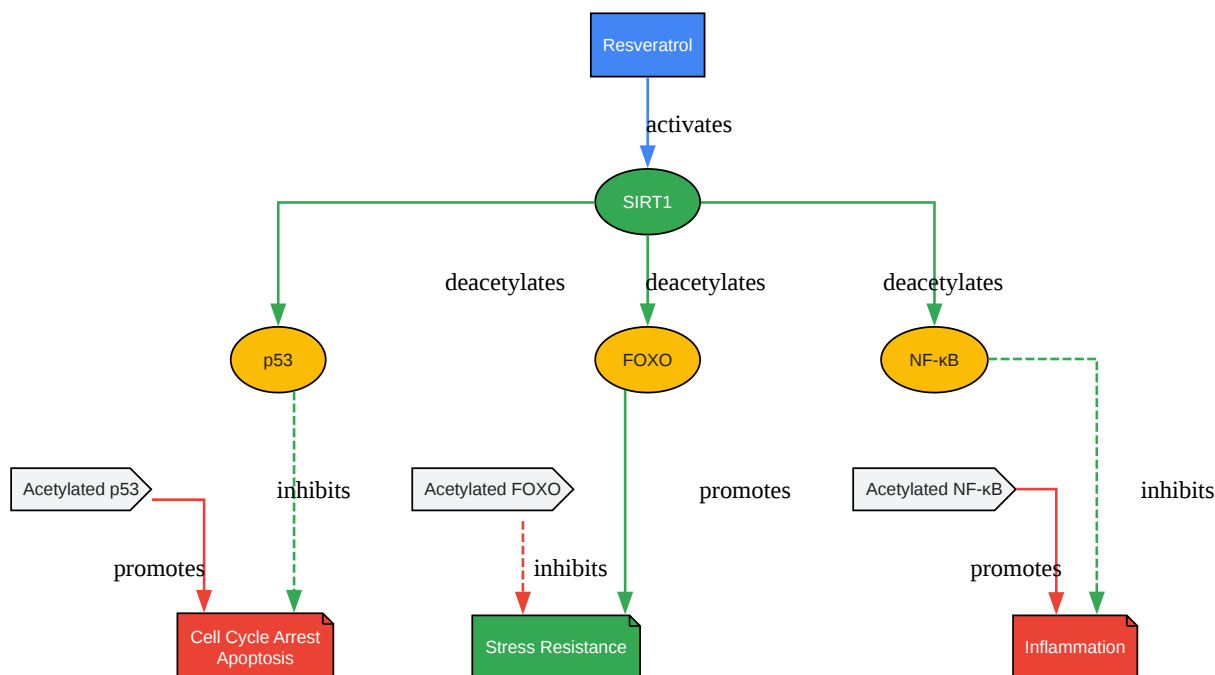 Resveratrol
activates
SIRT1
deacetylates
deacetylates
deacetylates
p53
FOXO
NF-κB
Acetylated p53
inhibits
Acetylated FOXO
promotes
Acetylated NF-κB
inhibits
promotes
inhibits
promotes
Cell Cycle Arrest
Apoptosis
Stress Resistance
Inflammation